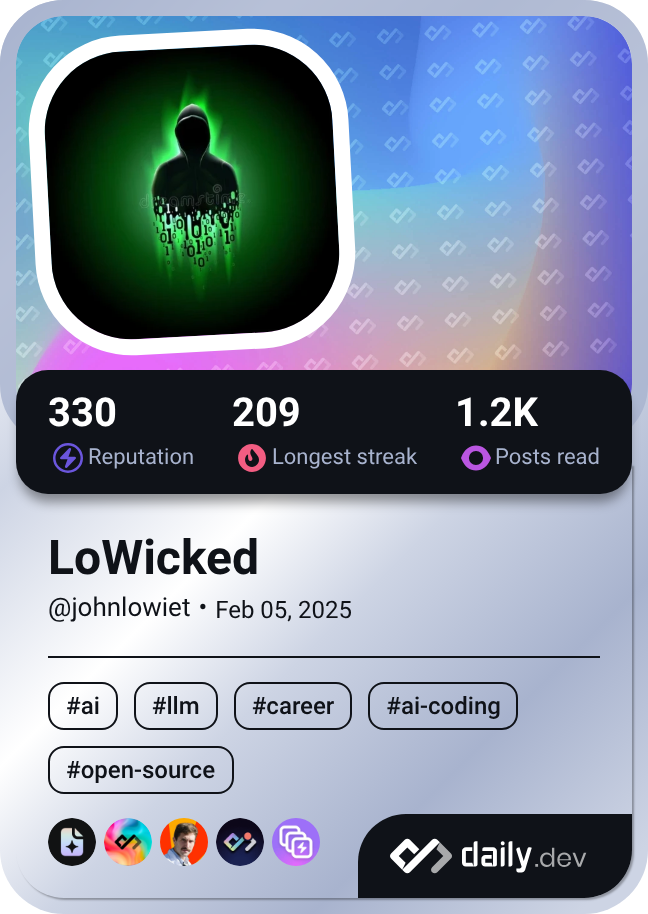 dreamstime
330
209
1.2K
Reputation
Longest streak
Posts read
LoWicked
@johnlowiet • Feb 05, 2025
#ai
#llm
#career
#ai-coding
#open-source
daily.dev